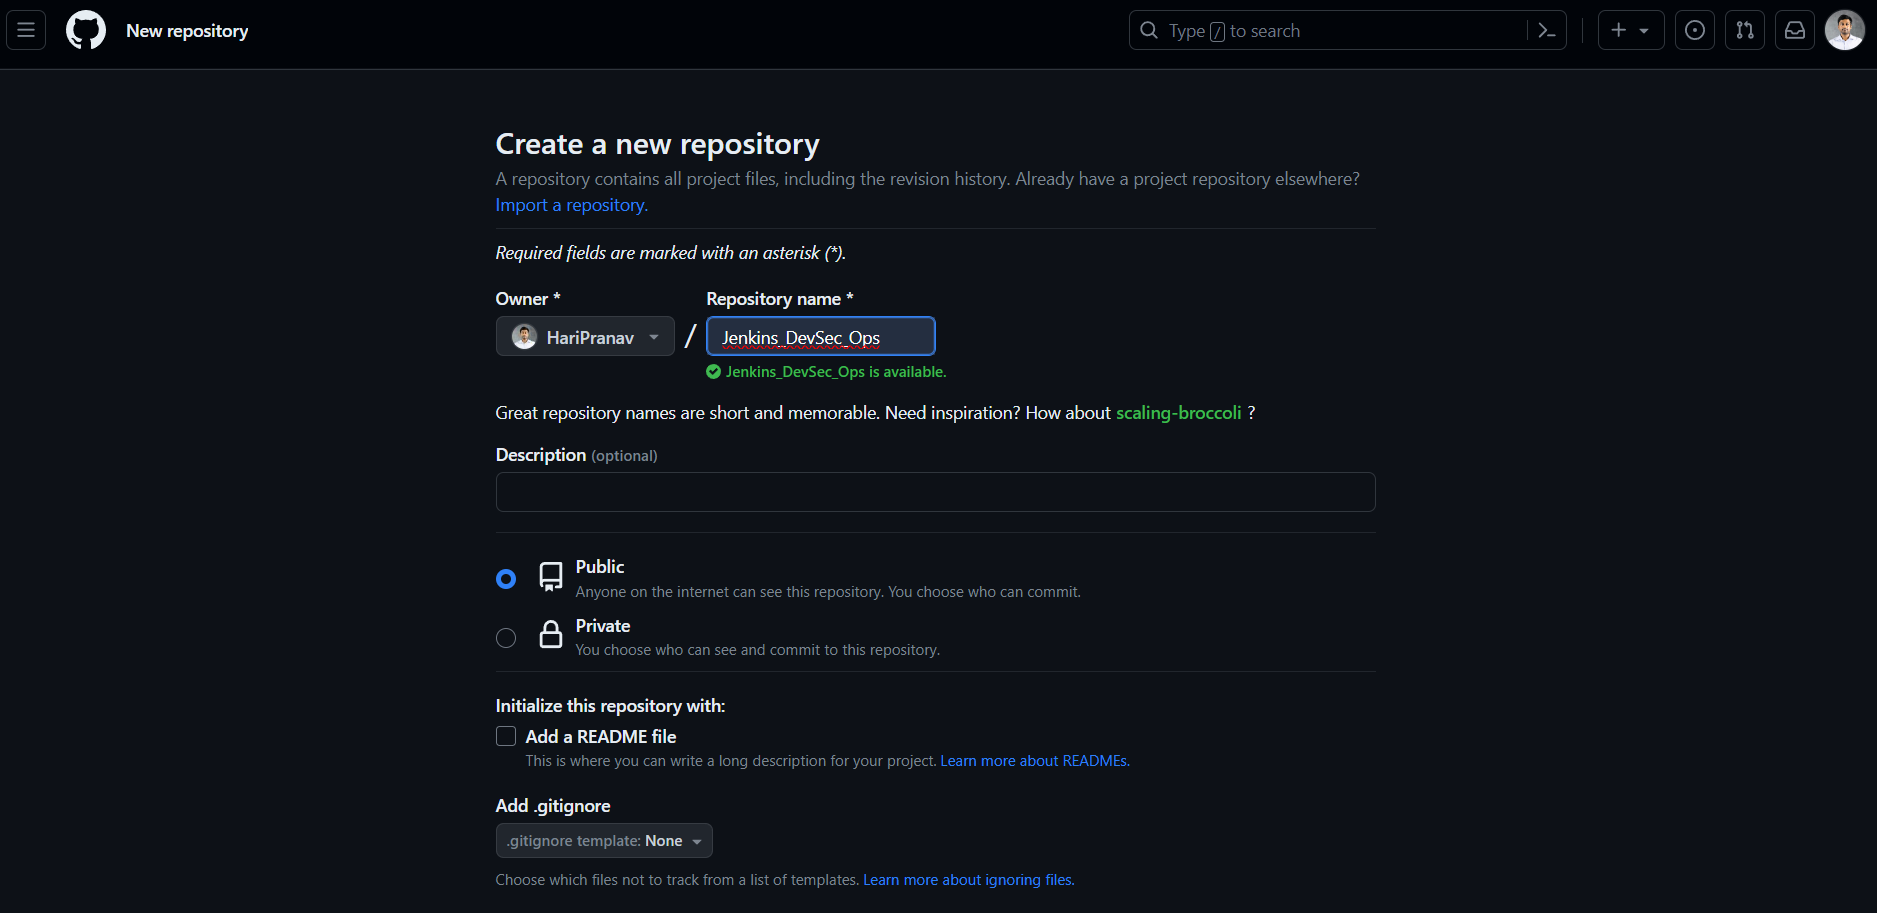 New repository
Type / to search
Create a new repository
A repository contains all project files, including the revision history. Already have a project repository elsewhere?
Import a repository.
Required fields are marked with an asterisk (*).
Owner * Repository name *
HariPranav / Jenkins_DevSec_Ops
Jenkins_DevSec_Ops is available.
Great repository names are short and memorable. Need inspiration? How about scaling-broccoli ?
Description (optional)
Public
Anyone on the internet can see this repository. You choose who can commit.
Private
You choose who can see and commit to this repository.
Initialize this repository with:
Add a README file
This is where you can write a long description for your project. Learn more about READMEs.
Add .gitignore
.gitignore template: None
Choose which files not to track from a list of templates. Learn more about ignoring files.